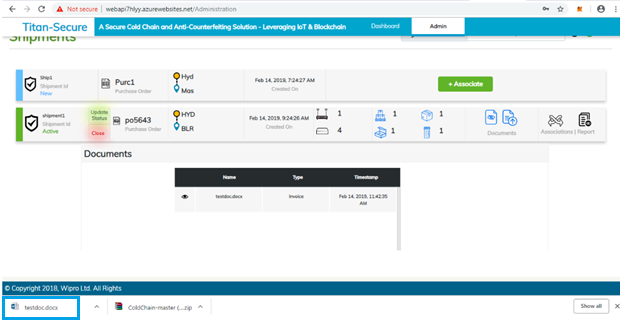 Not secure | webapi7hlyy.azurewebsites.net/Administration
Titan-Secure A Secure Cold Chain and Anti-Counterfeiting Solution - Leveraging IoT & Blockchain Dashboard Admin
Shipments
Ship1
Shipment Id
New
Purc1
Purchase Order
Hyd
Mas
Feb 14, 2019, 7:24:27 AM
Created On
+ Associate
shipment1
Shipment Id
Active
Update Status
Close
po5643
Purchase Order
HYD
BLR
Feb 14, 2019, 9:24:26 AM
Created On
1 1 1
4 1 1
Documents
Associations | Report
Documents
Name Type Timestamp
testdoc.docx Invoice Feb 14, 2019, 11:42:35
AM
© Copyright 2018, Wipro Ltd. All Rights
testdoc.docx ColdChain-master (....zip Show all